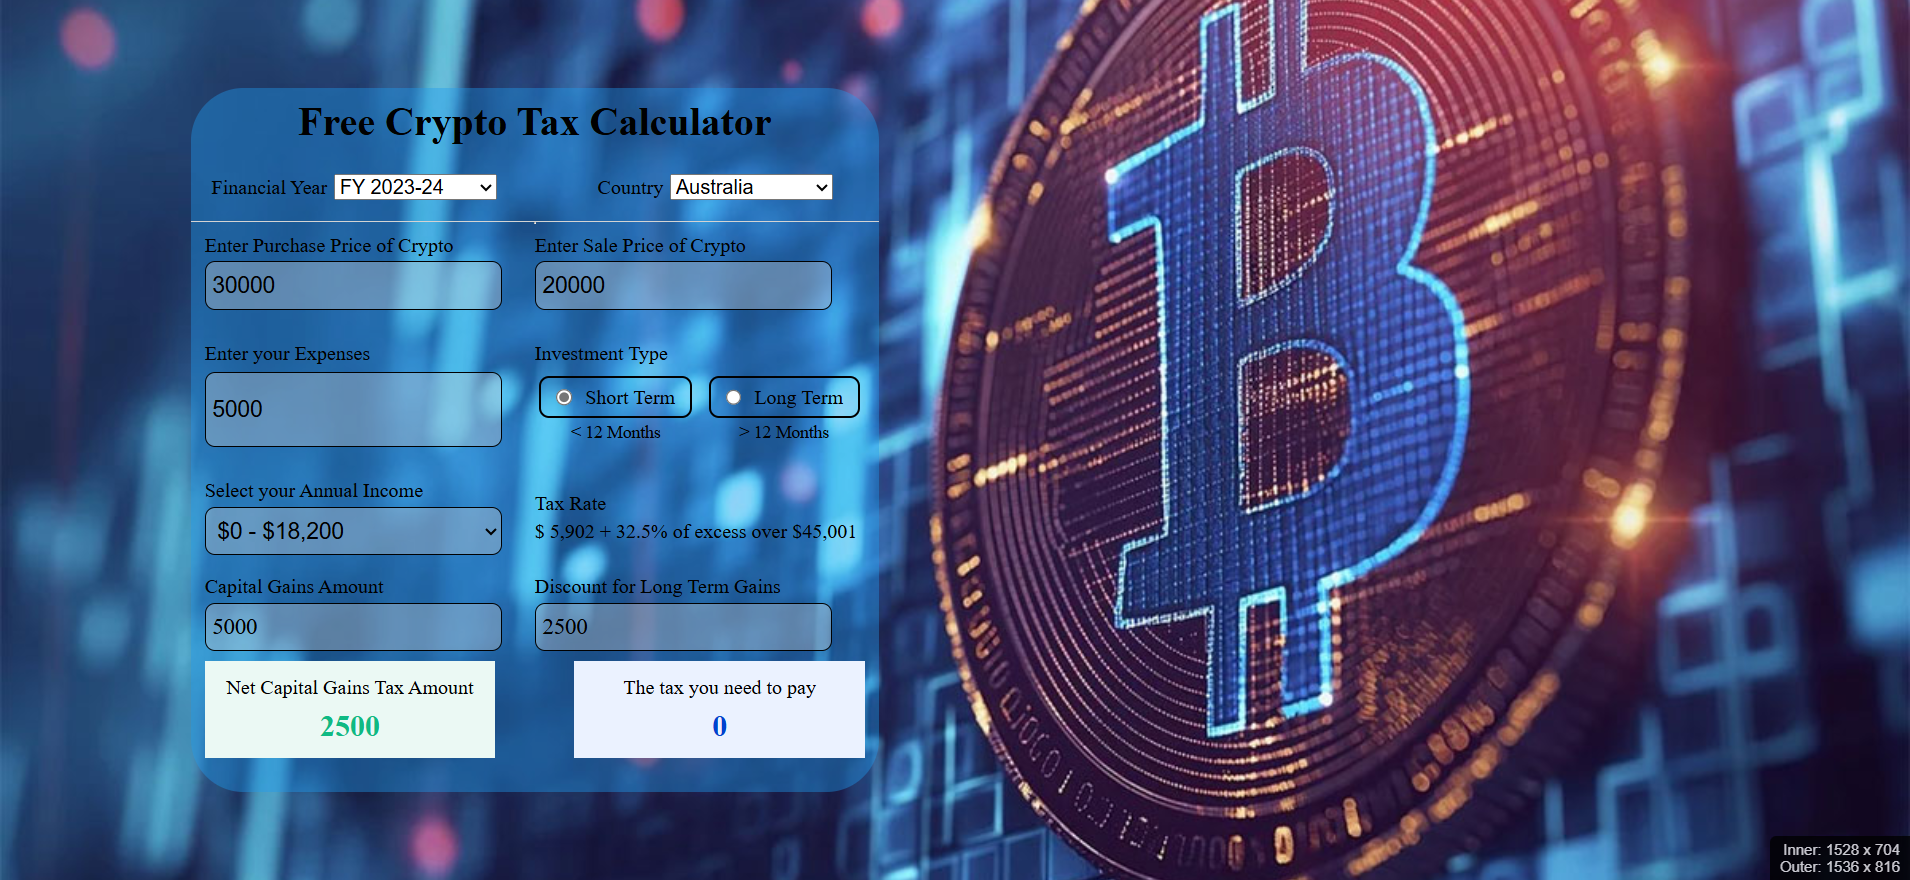 Free Crypto Tax Calculator
Financial Year FY 2023-24 Country Australia
Enter Purchase Price of Crypto
30000
Enter Sale Price of Crypto
20000
Enter your Expenses
5000
Investment Type
Short Term
< 12 Months
Long Term
> 12 Months
Select your Annual Income
$0 - $18,200
Tax Rate
$ 5,902 + 32.5% of excess over $45,001
Capital Gains Amount
5000
Discount for Long Term Gains
2500
Net Capital Gains Tax Amount
2500
The tax you need to pay
0
Inner: 1528 x 704
Outer: 1536 x 816